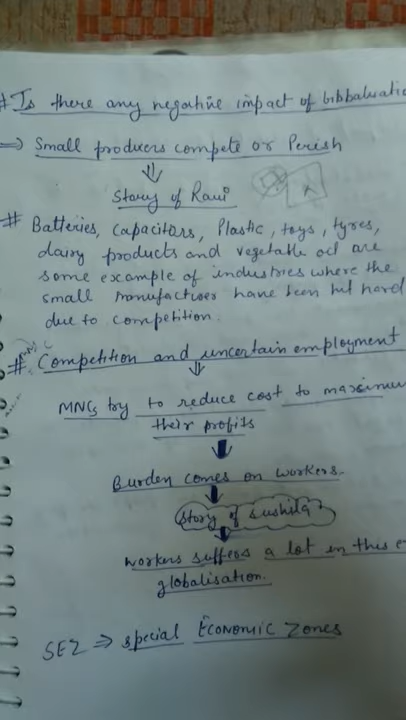 # Is there any negative impact of
⇒ Small producers compete or Perish
⇓
Story of Ravi
# Batteries, Capacitors, Plastic, toys, tyres,
dairy products and vegetable oil are
some example of industries where the
small manufactures have been hit hard
due to competition.
# Competition and uncertain employment
⇓
MNCs try to reduce cost to
their profits
⬇
Burden comes on workers.
⬇
Story of Sushila
⬇
workers suffers a lot in this
globalisation.
SEZ ⇒ special Economic Zones